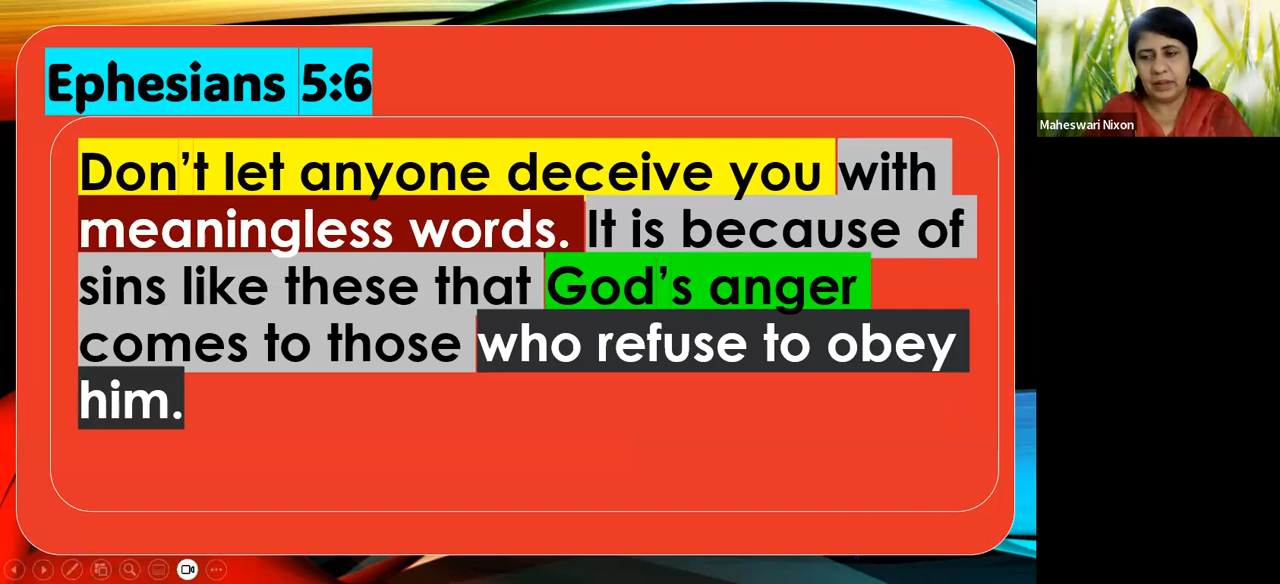 Ephesians 5:6
Don’t let anyone deceive you with
meaningless words. It is because of
sins like these that God’s anger
comes to those who refuse to obey
him.
Maheswari Nixon